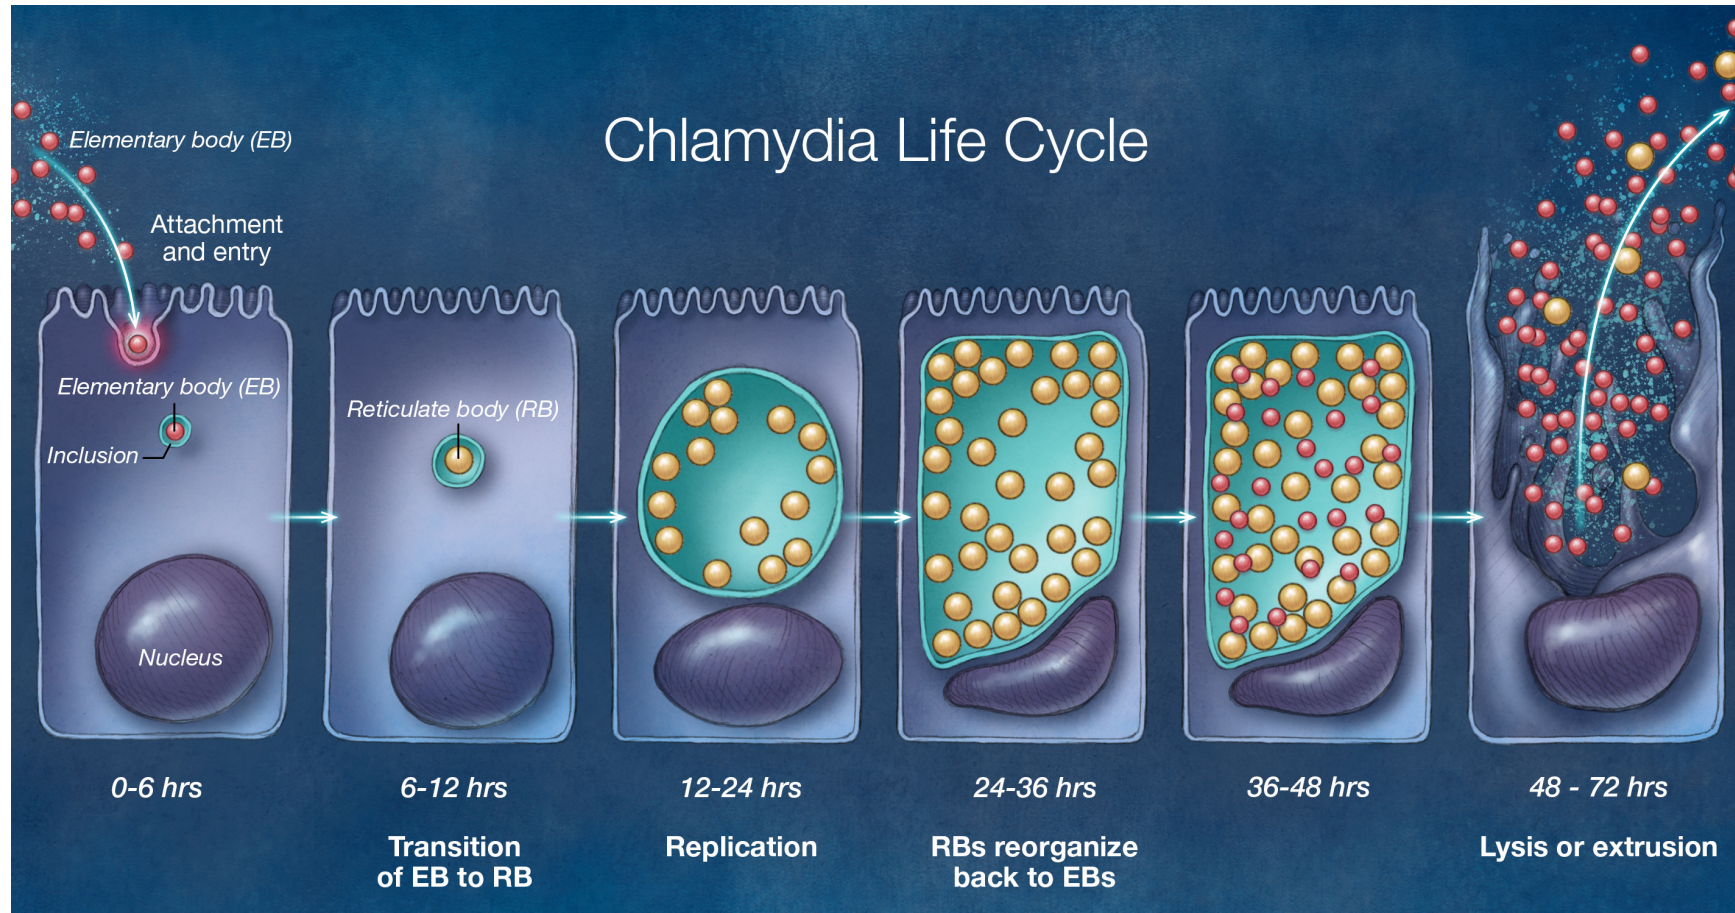 Chlamydia Life Cycle
Elementary body (EB)
Attachment
and entry
Elementary body (EB)
Inclusion
Nucleus
Reticulate body (RB)
0-6 hrs
6-12 hrs
Transition
of EB to RB
12-24 hrs
Replication
24-36 hrs
RBs reorganize
back to EBs
36-48 hrs
48 - 72 hrs
Lysis or extrusion